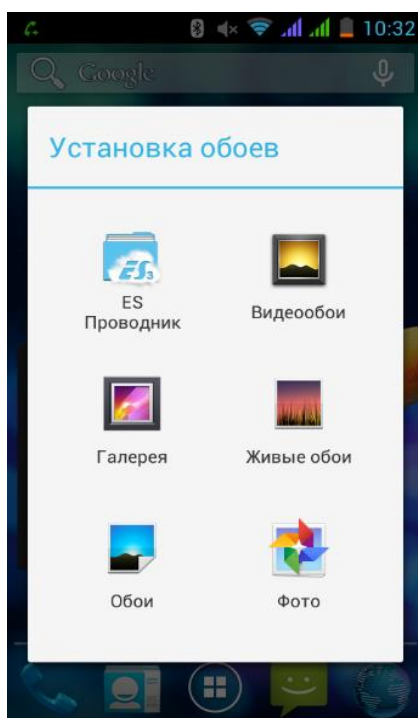 10:32
Google
Установка обоев
ES
Проводник
Видеообои
Галерея
Живые обои
Обои
Фото